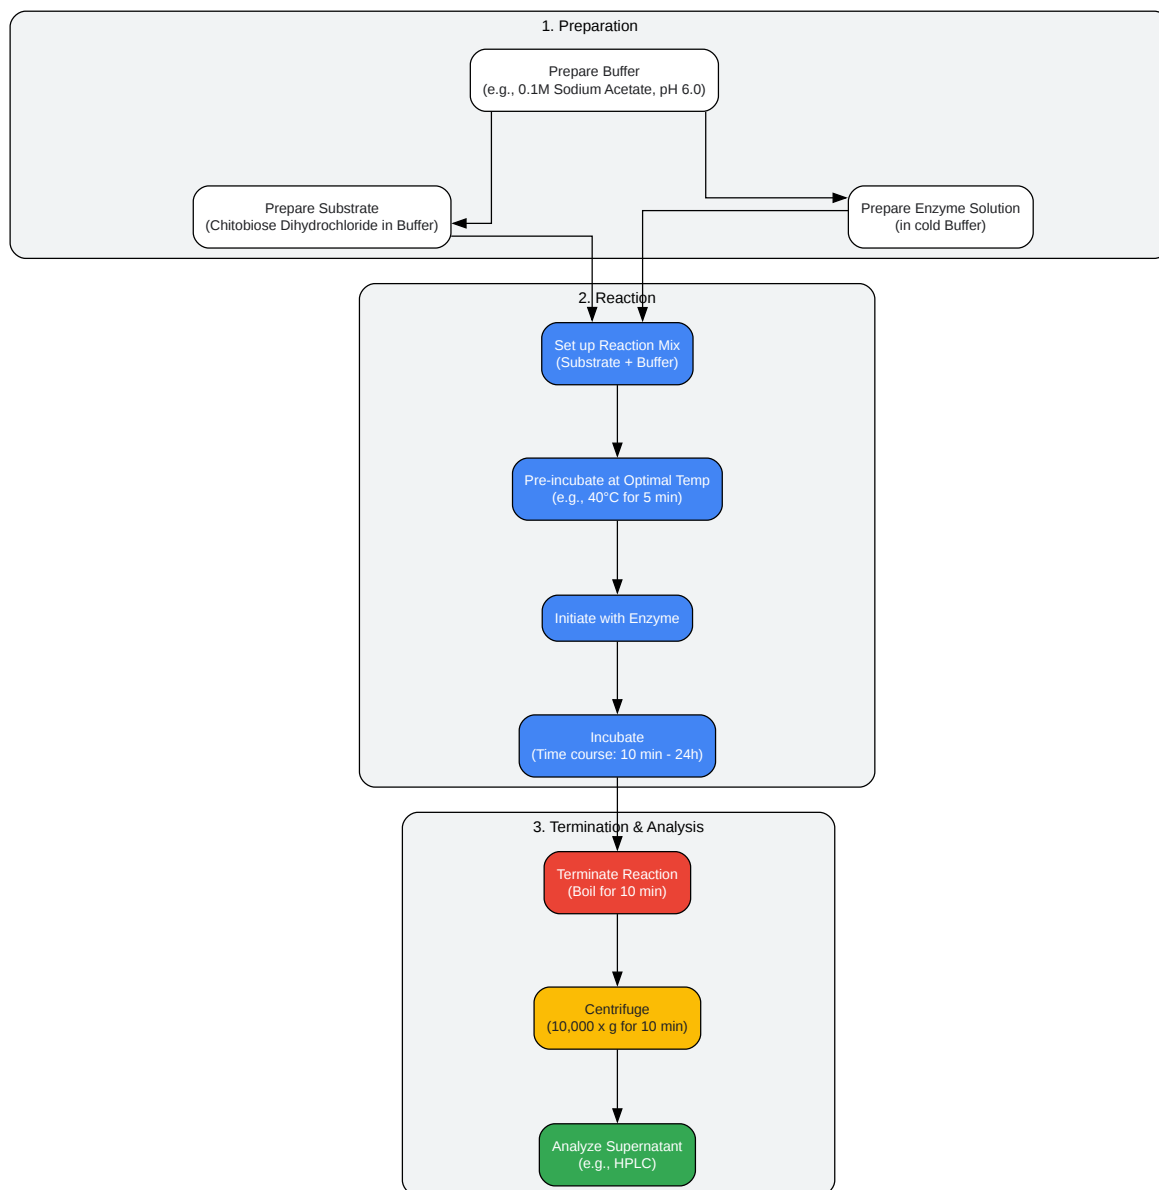 1. Preparation
Prepare Buffer
(e.g., 0.1M Sodium Acetate, pH 6.0)
Prepare Substrate
(Chitobiose Dihydrochloride in Buffer)
Prepare Enzyme Solution
(in cold Buffer)
2. Reaction
Set up Reaction Mix
(Substrate + Buffer)
Pre-incubate at Optimal Temp
(e.g., 40°C for 5 min)
Initiate with Enzyme
Incubate
(Time course: 10 min - 24h)
3. Termination & Analysis
Terminate Reaction
(Boil for 10 min)
Centrifuge
(10,000 x g for 10 min)
Analyze Supernatant
(e.g., HPLC)